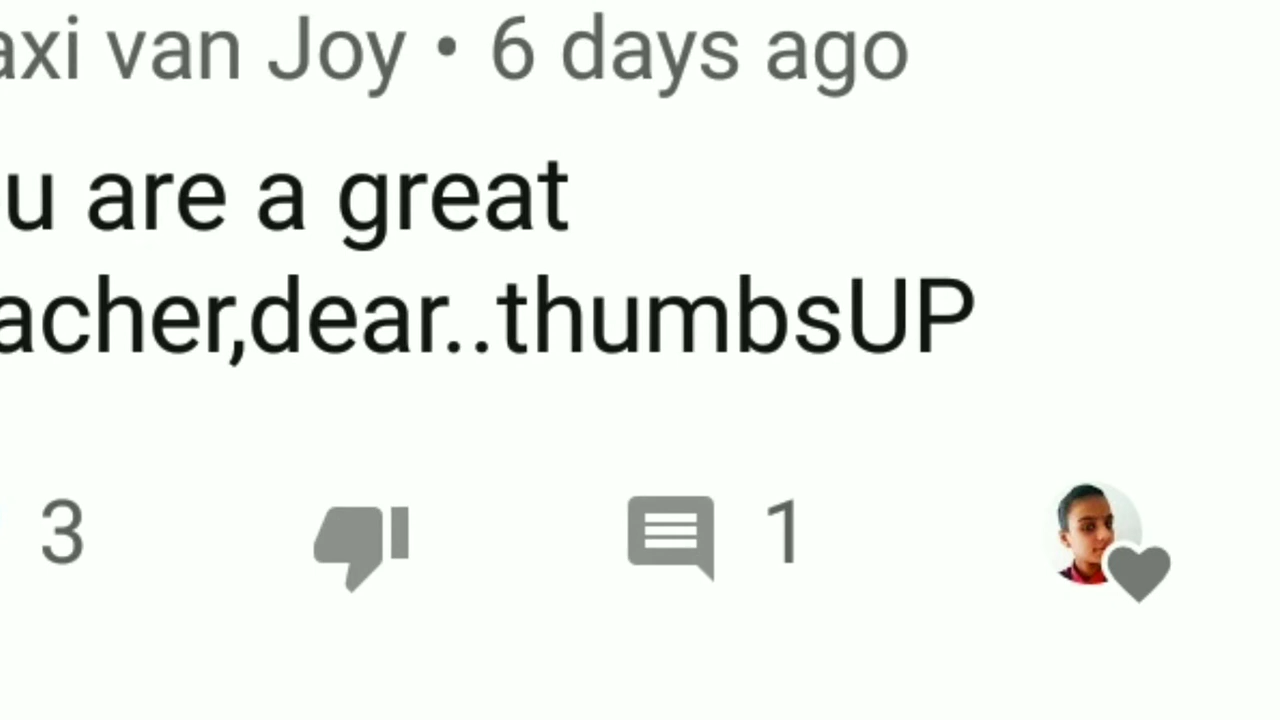 axi van Joy • 6 days ago
u are a great
acher,dear..thumbsUP
3 1